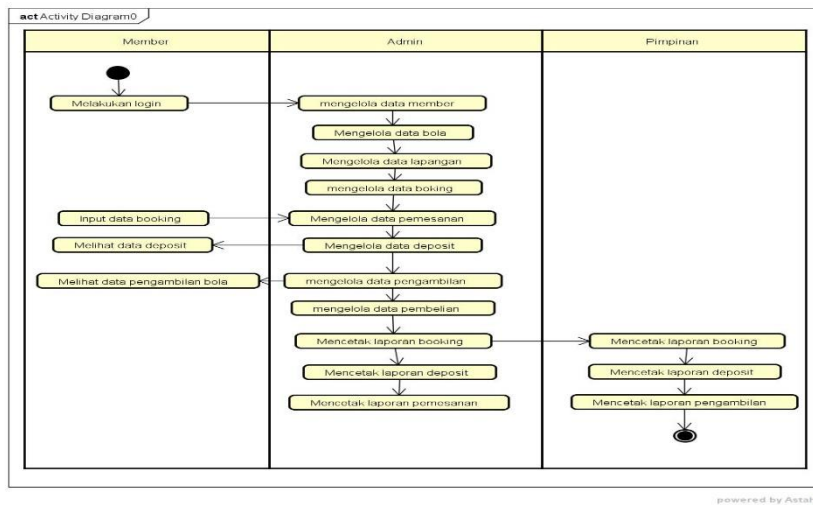 act Activity Diagram0
Member
Admin
Pimpinan
Melakukan login
mengelola data member
Mengelola data bola
Mengelola data lapangan
mengelola data boking
Input data booking
Mengelola data pemesanan
Melihat data deposit
Mengelola data deposit
Melihat data pengambilan bola
mengelola data pengambilan
mengelola data pembelian
Mencetak laporan booking
Mencetak laporan booking
Mencetak laporan deposit
Mencetak laporan deposit
Mencetak laporan pemesanan
Mencetak laporan pengambilan
powered by Astah